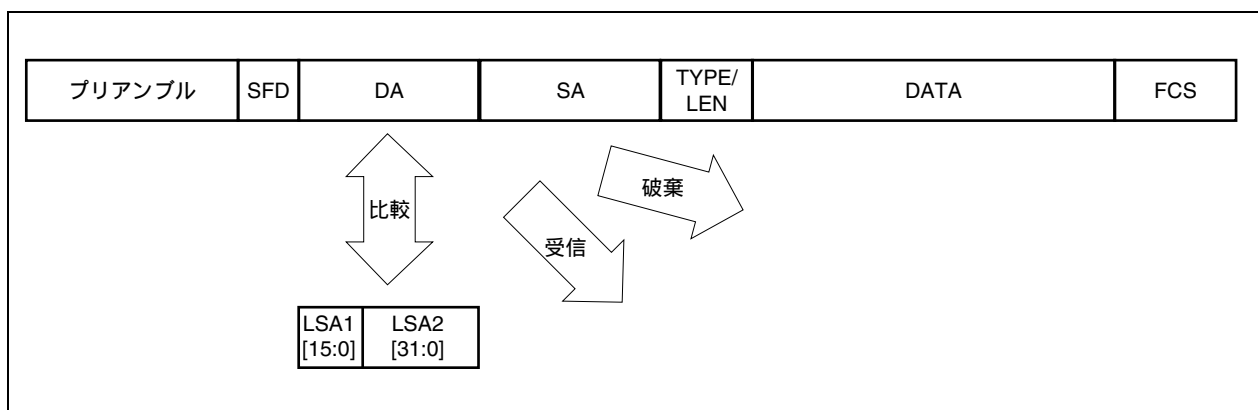 プリアンブル
SFD
DA
SA
TYPE/
LEN
DATA
FCS
比較
受信
破棄
LSA1
[15:0]
LSA2
[31:0]